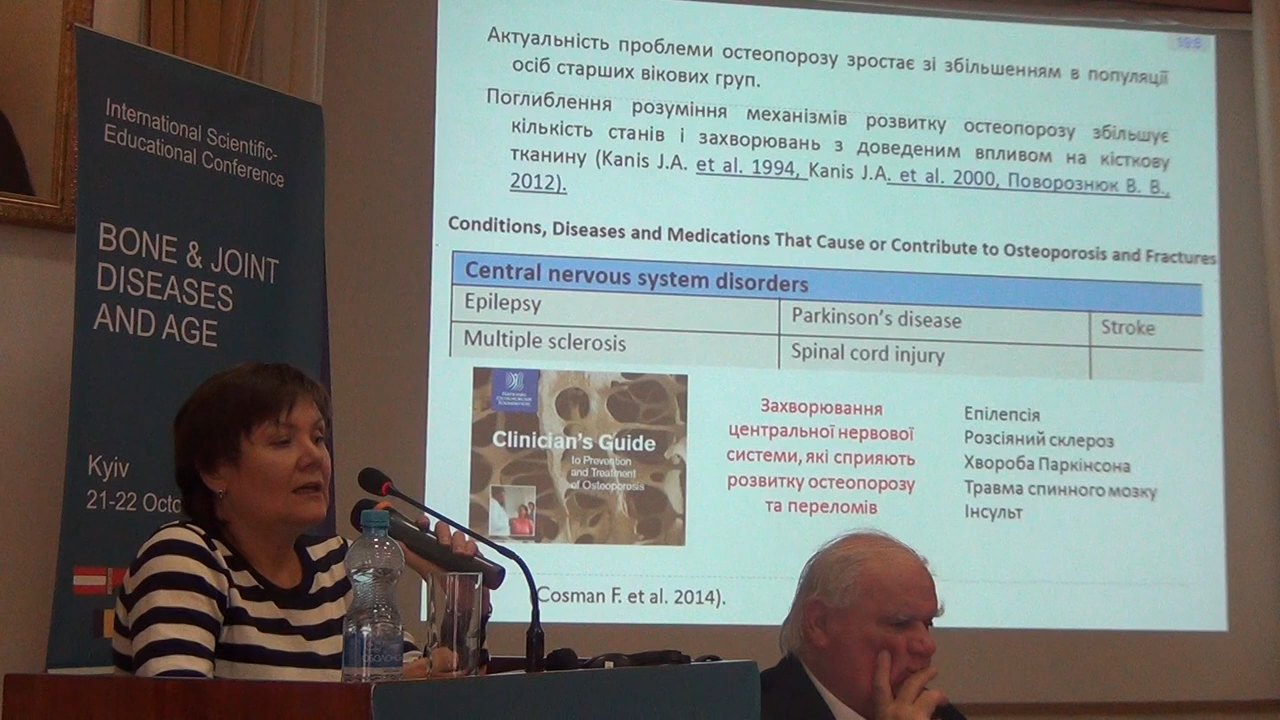 International Scientific-
Educational Conference
BONE & JOINT
DISEASES
AND AGE
Kyiv
21-22 Octo
Актуальність проблеми остеопорозу зростає зі збільшенням в популяції
осіб старших вікових груп.
Поглиблення розуміння механізмів розвитку остеопорозу збільшує
кількість станів і захворювань з доведеним впливом на кісткову
тканину (Kanis J.A. et al. 1994, Kanis J.A. et al. 2000, Поворознюк В. В.,
2012).
Conditions, Diseases and Medications That Cause or Contribute to Osteoporosis and Fractures
Central nervous system disorders
Epilepsy
Parkinson's disease
Stroke
Multiple sclerosis
Spinal cord injury
National
Osteoporosis
Foundation
Clinician's Guide
to Prevention
and Treatment
of Osteoporosis
Захворювання
центральної нервової
системи, які сприяють
розвитку остеопорозу
та переломів
Епілепсія
Розсіяний склероз
Хвороба Паркінсона
Травма спинного мозку
Інсульт
Cosman F. et al. 2014).